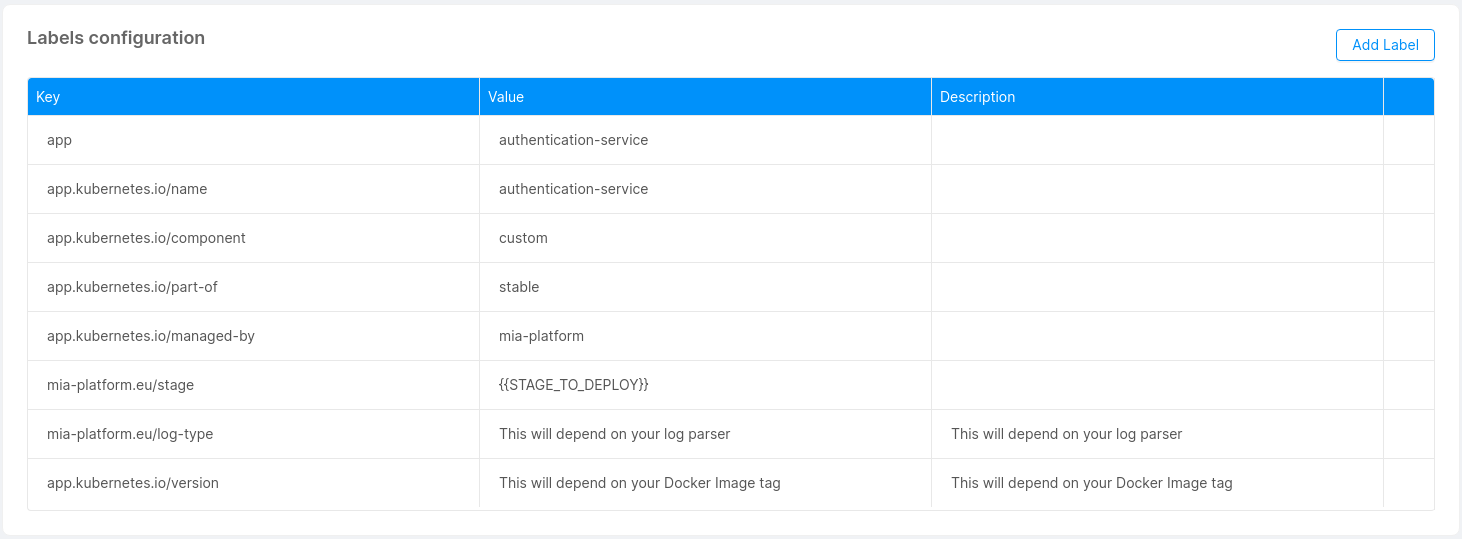 Labels configuration
Add Label
Key Value Description
app authentication-service
app.kubernetes.io/name authentication-service
app.kubernetes.io/component custom
app.kubernetes.io/part-of stable
app.kubernetes.io/managed-by mia-platform
mia-platform.eu/stage {{STAGE_TO_DEPLOY}}
mia-platform.eu/log-type This will depend on your log parser This will depend on your log parser
app.kubernetes.io/version This will depend on your Docker Image tag This will depend on your Docker Image tag